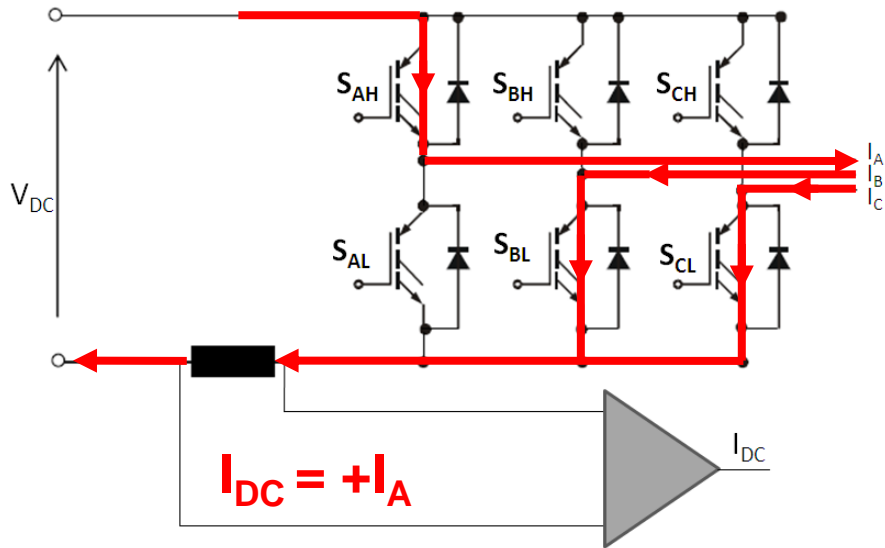 S_AH S_BH S_CH
I_A
I_B
I_C
V_DC
S_AL S_BL S_CL
I_DC
I_DC = +I_A